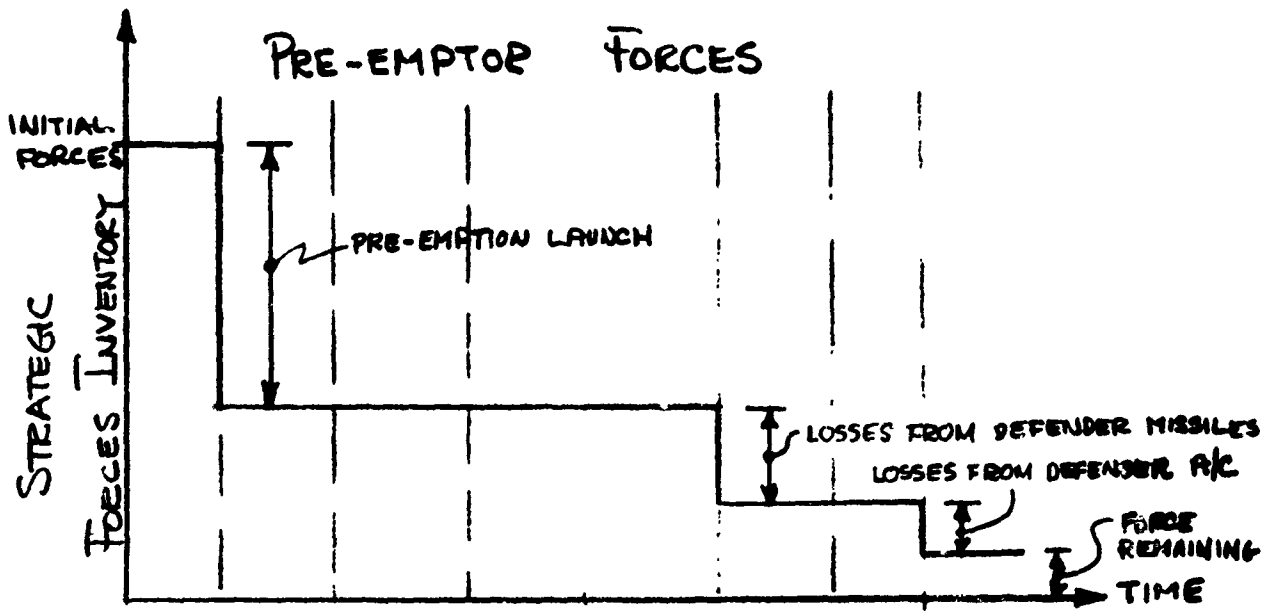 PRE-EMPTOR FORCES
INITIAL
FORCES
STRATEGIC
FORCES INVENTORY
PRE-EMPTION LAUNCH
LOSSES FROM DEFENDER MISSILES
LOSSES FROM DEFENDER A/C
FORCE
REMAINING
TIME